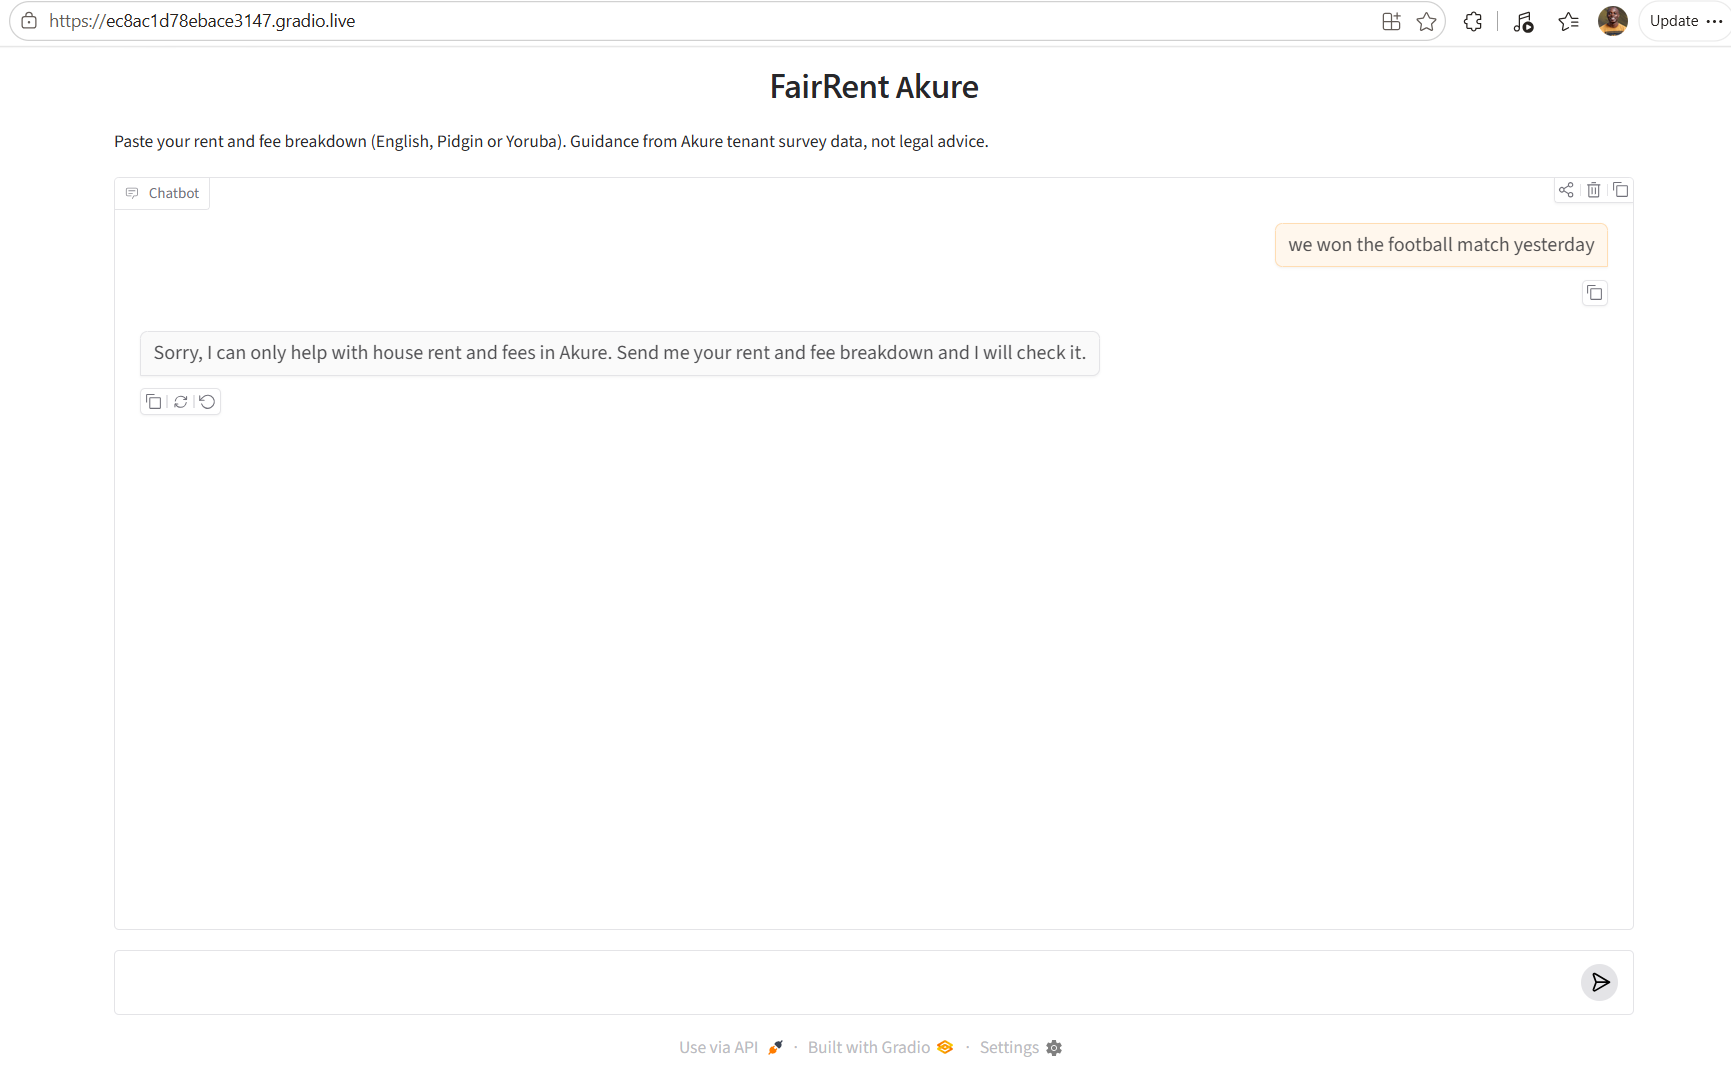 https://ec8ac1d78ebace3147.gradio.live
Update
FairRent Akure
Paste your rent and fee breakdown (English, Pidgin or Yoruba). Guidance from Akure tenant survey data, not legal advice.
Chatbot
we won the football match yesterday
Sorry, I can only help with house rent and fees in Akure. Send me your rent and fee breakdown and I will check it.
Use via API · Built with Gradio · Settings